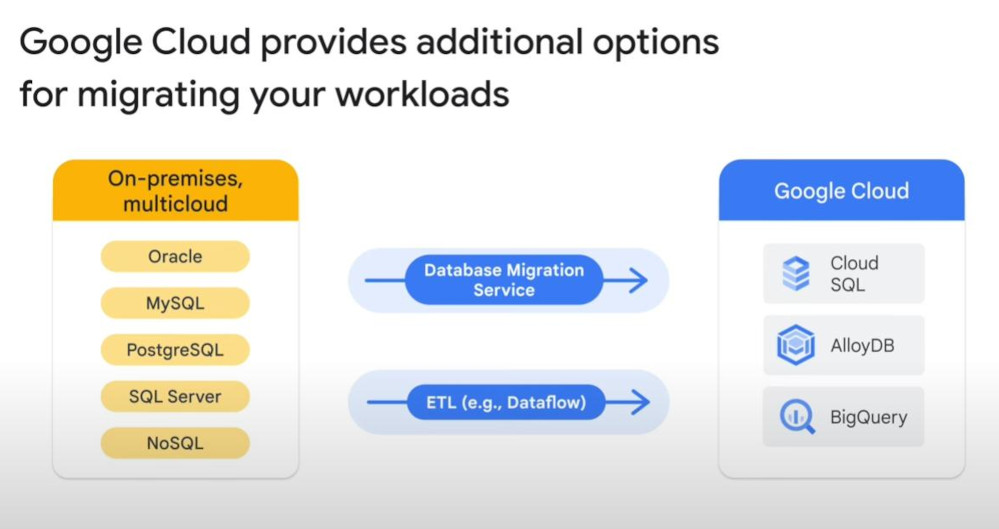 Google Cloud provides additional options
for migrating your workloads
On-premises,
multicloud
Oracle
MySQL
PostgreSQL
SQL Server
NoSQL
Database Migration
Service
ETL (e.g., Dataflow)
Google Cloud
Cloud
SQL
AlloyDB
BigQuery